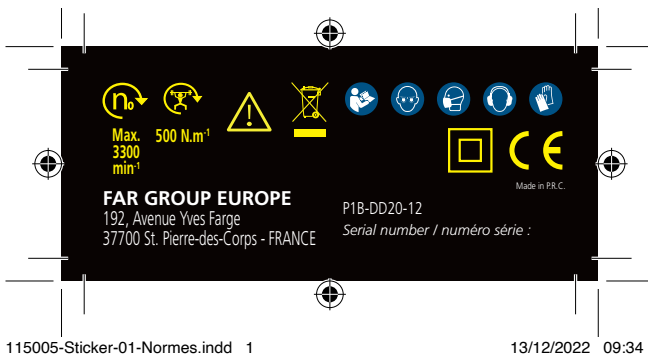 n₀
Max.
3300
min-¹
500 N.m-¹
CE
Made in P.R.C.
FAR GROUP EUROPE
192, Avenue Yves Farge
37700 St. Pierre-des-Corps - FRANCE
P1B-DD20-12
Serial number / numéro série :
115005-Sticker-01-Normes.indd 1
13/12/2022 09:34